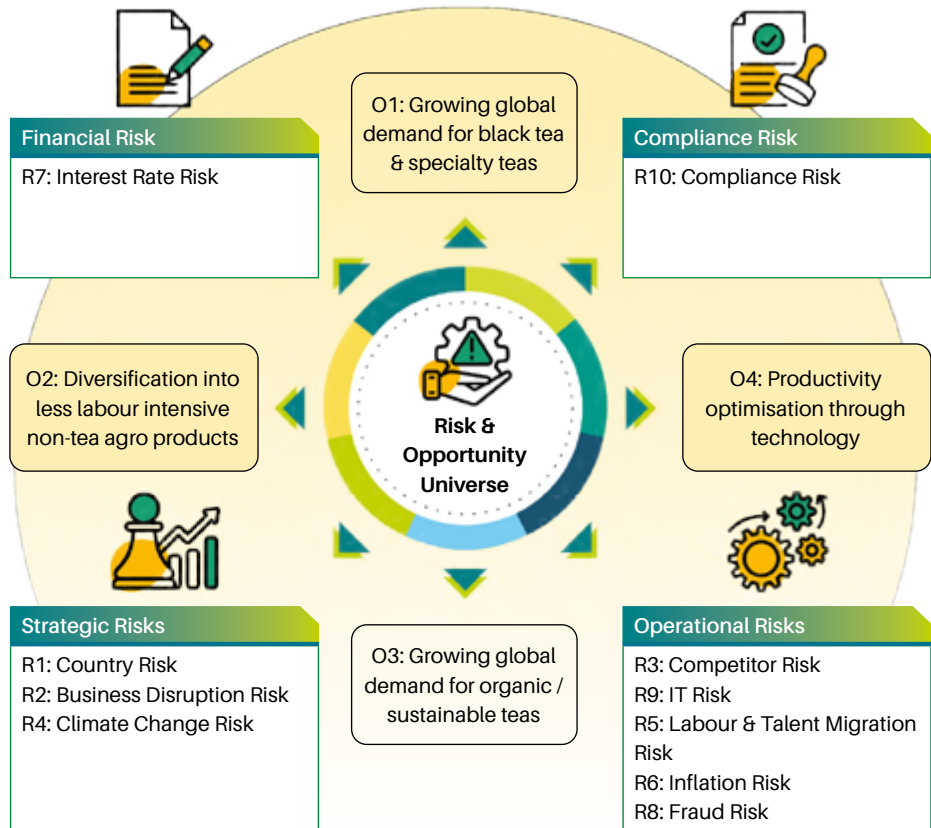 Financial Risk
R7: Interest Rate Risk
O1: Growing global
demand for black tea
& specialty teas
Compliance Risk
R10: Compliance Risk
O2: Diversification into
less labour intensive
non-tea agro products
Risk &
Opportunity
Universe
O4: Productivity
optimisation through
technology
Strategic Risks
R1: Country Risk
R2: Business Disruption Risk
R4: Climate Change Risk
O3: Growing global
demand for organic /
sustainable teas
Operational Risks
R3: Competitor Risk
R9: IT Risk
R5: Labour & Talent Migration
Risk
R6: Inflation Risk
R8: Fraud Risk